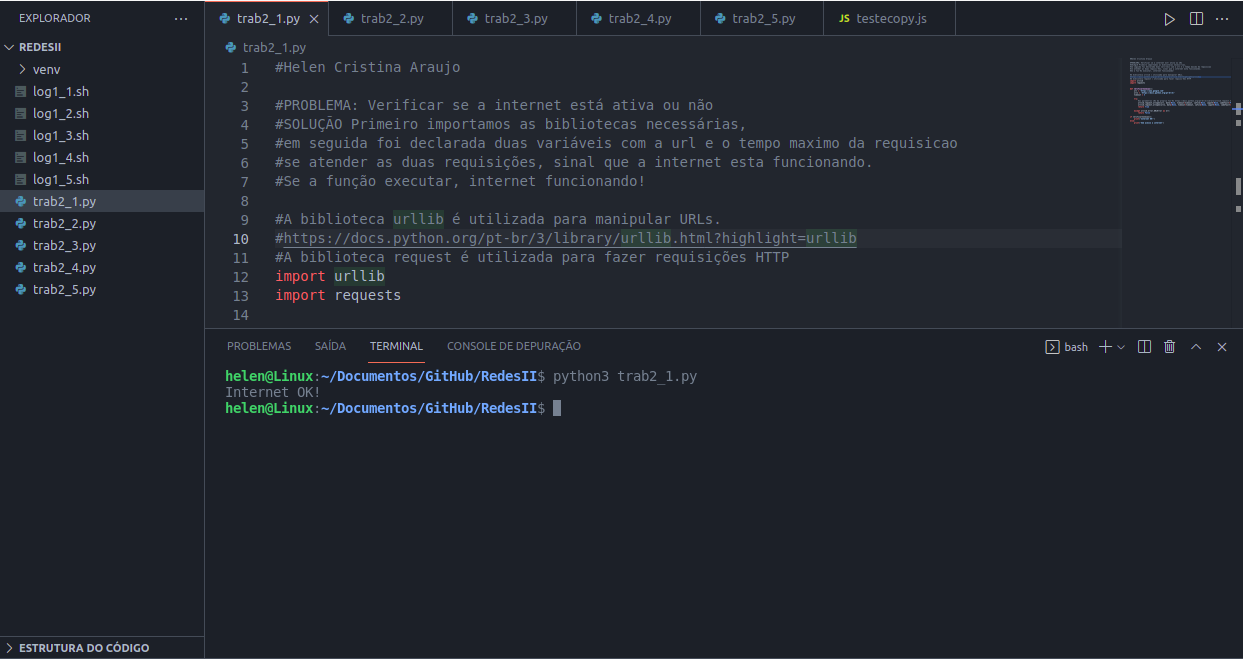 EXPLORADOR
REDESII
venv
log1_1.sh
log1_2.sh
log1_3.sh
log1_4.sh
log1_5.sh
trab2_1.py
trab2_2.py
trab2_3.py
trab2_4.py
trab2_5.py
ESTRUTURA DO CÓDIGO
trab2_1.py trab2_2.py trab2_3.py trab2_4.py trab2_5.py JS testecopy.js
trab2_1.py
1 #Helen Cristina Araujo
2
3 #PROBLEMA: Verificar se a internet está ativa ou não
4 #SOLUÇÃO Primeiro importamos as bibliotecas necessárias,
5 #em seguida foi declarada duas variáveis com a url e o tempo maximo da requisicao
6 #se atender as duas requisições, sinal que a internet esta funcionando.
7 #Se a função executar, internet funcionando!
8
9 #A biblioteca urllib é utilizada para manipular URLs.
10 #https://docs.python.org/pt-br/3/library/urllib.html?highlight=urllib
11 #A biblioteca request é utilizada para fazer requisições HTTP
12 import urllib
13 import requests
14
PROBLEMAS SAÍDA TERMINAL CONSOLE DE DEPURAÇÃO bash
helen@Linux:~/Documentos/GitHub/RedesII$ python3 trab2_1.py
Internet OK!
helen@Linux:~/Documentos/GitHub/RedesII$